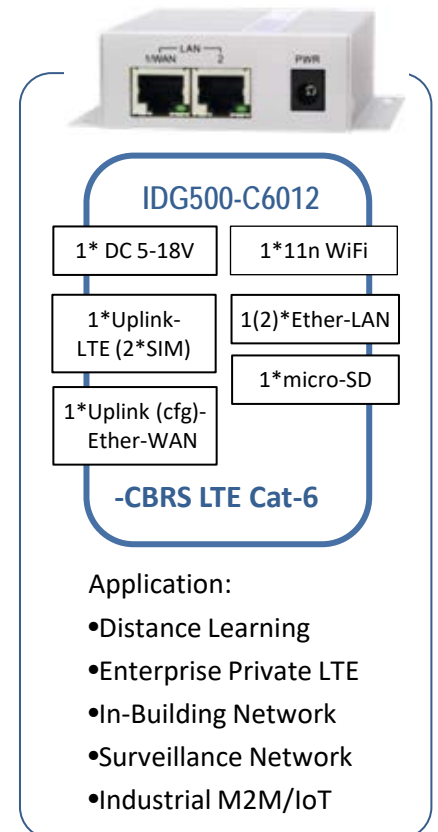 LAN
1/WAN 2 PWR
IDG500-C6012
1* DC 5-18V
1*11n WiFi
1*Uplink-
LTE (2*SIM)
1(2)*Ether-LAN
1*micro-SD
1*Uplink (cfg)-
Ether-WAN
-CBRS LTE Cat-6
Application:
•Distance Learning
•Enterprise Private LTE
•In-Building Network
•Surveillance Network
•Industrial M2M/IoT